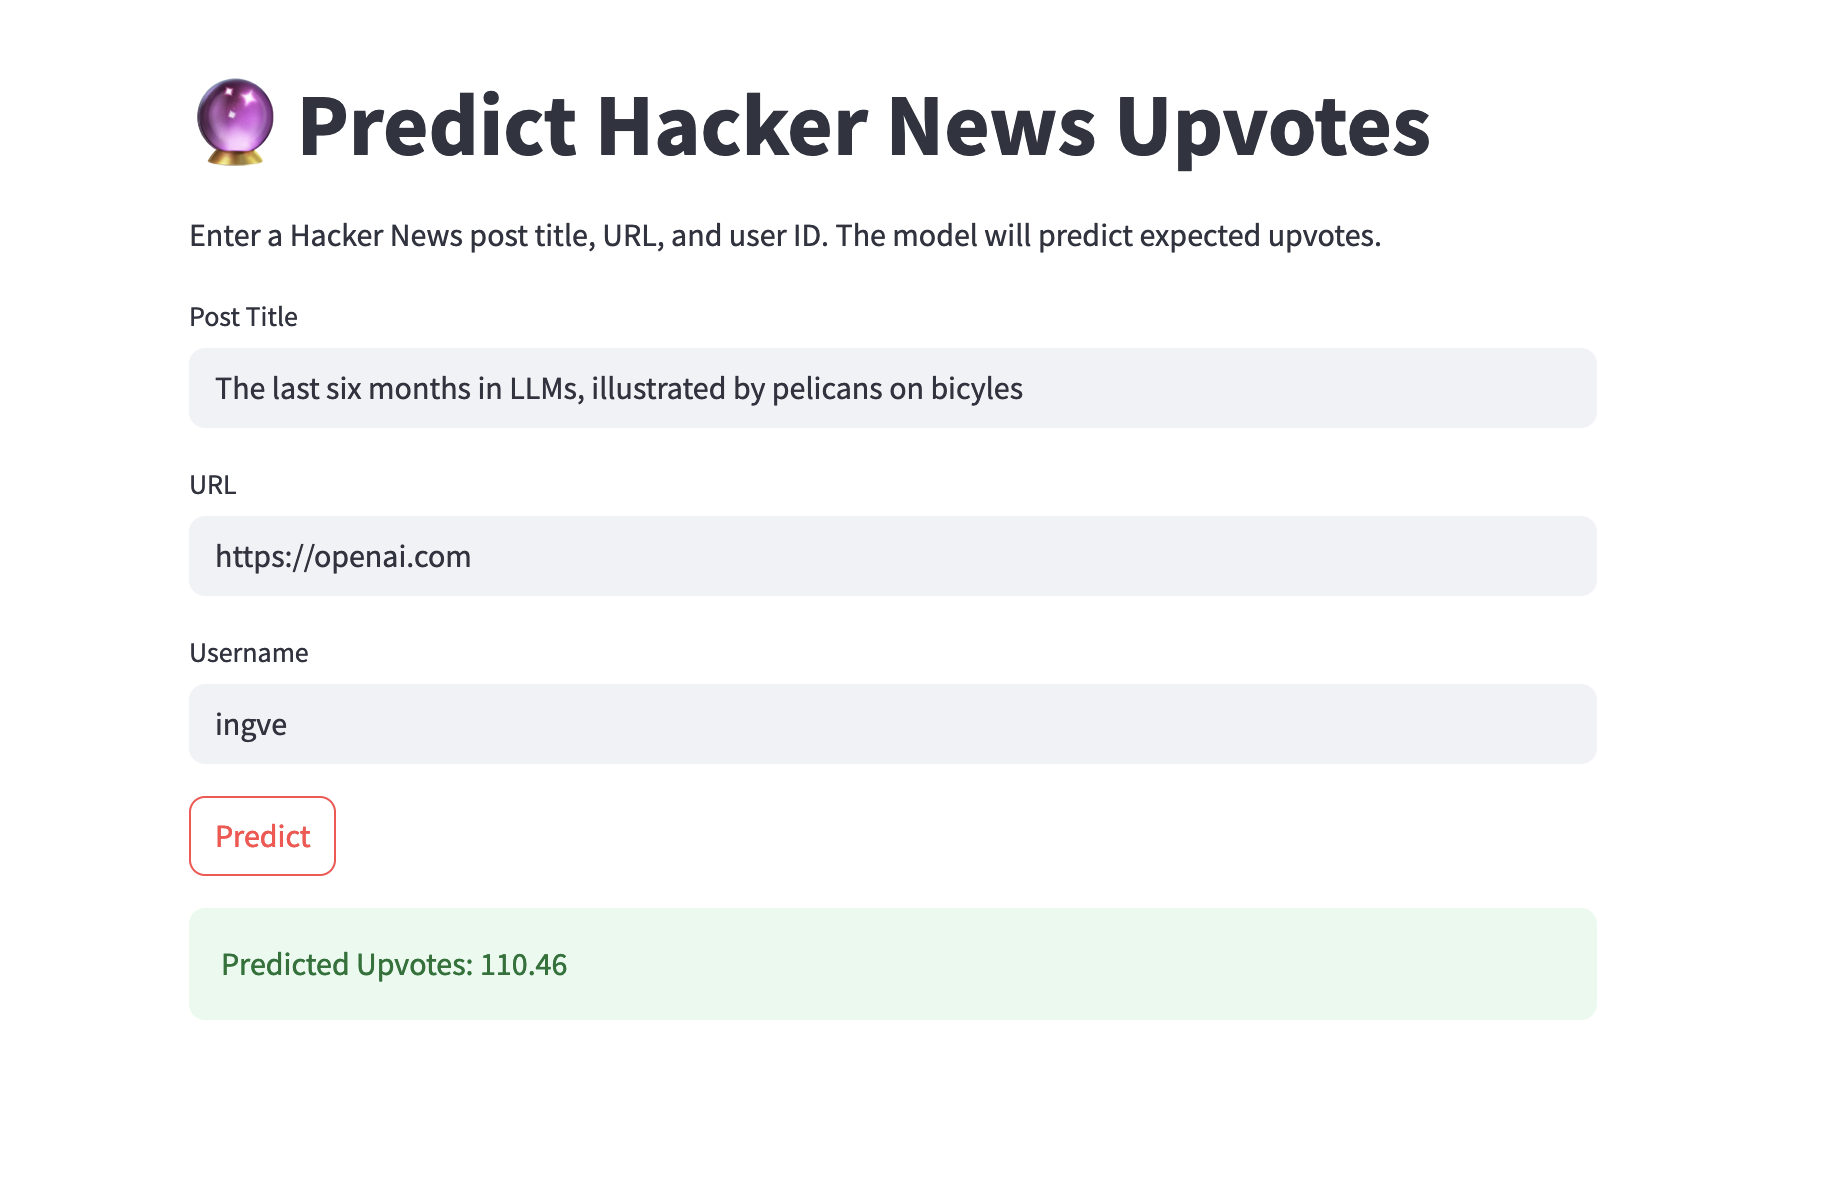 Predict Hacker News Upvotes
Enter a Hacker News post title, URL, and user ID. The model will predict expected upvotes.
Post Title
The last six months in LLMs, illustrated by pelicans on bicyles
URL
https://openai.com
Username
ingve
Predict
Predicted Upvotes: 110.46